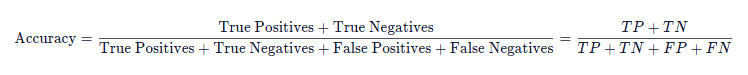 Accuracy = True Positives + True Negatives / True Positives + True Negatives + False Positives + False Negatives = TP + TN / TP + TN + FP + FN